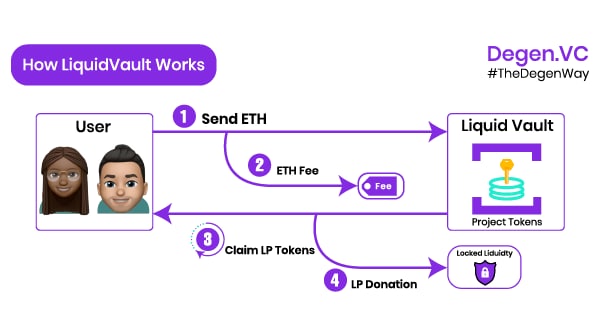 How LiquidVault Works
Degen.VC
#TheDegenWay
User
1 Send ETH
Liquid Vault
2 ETH Fee
Fee
Project Tokens
3 Claim LP Tokens
Locked Liduidty
4 LP Donation